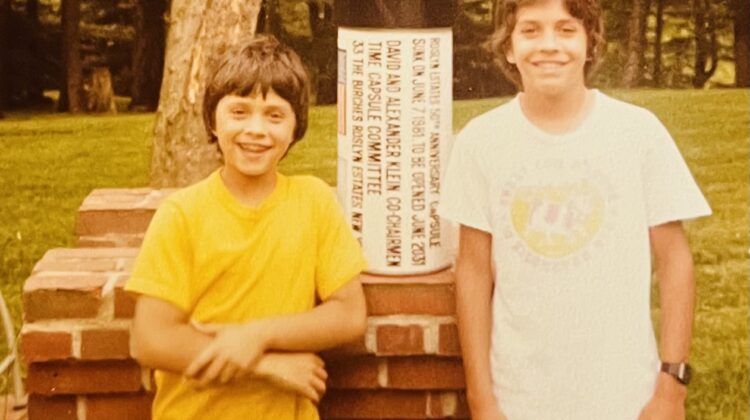 ROSLYN ESTATES 50TH ANNIVERSARY CAPSULE
SUNK ON JUNE 7 1981 TO BE OPENED JUNE 2031
DAVID AND ALEXANDER KLEIN CO-CHAIRMEN
TIME CAPSULE COMMITTEE
33 THE BIRCHES ROSLYN ESTATES NEW